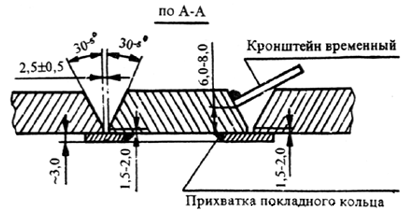 по А-А
30-5° 30-5°
2,5±0,5
Кронштейн временный
6,0-8,0
~3,0
1,5-2,0
1,5-2,0
Прихватка покладного кольца